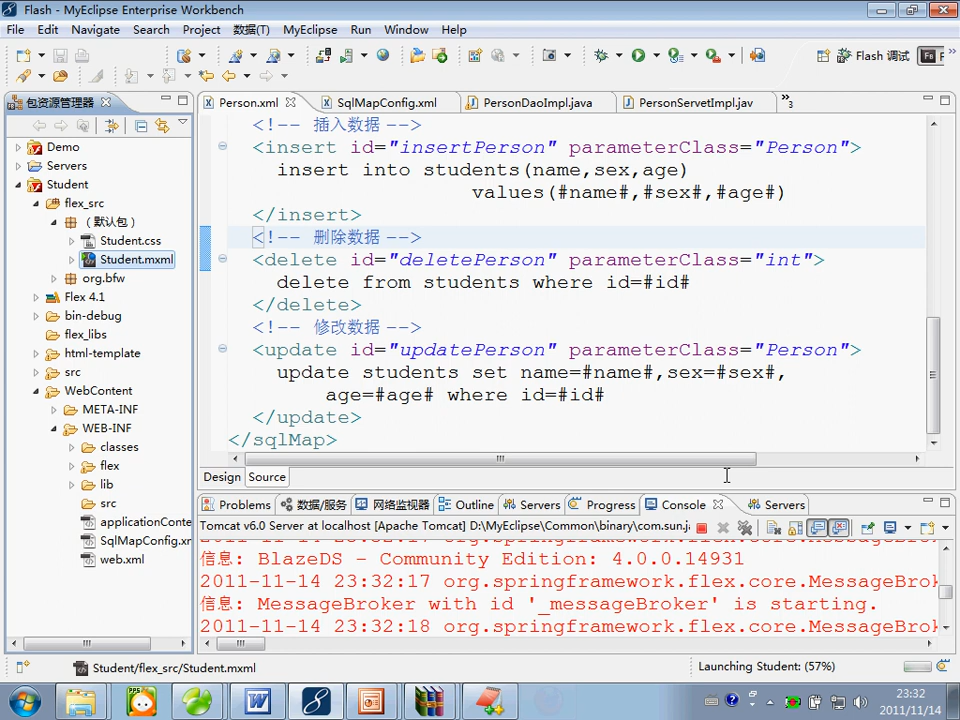 Flash - MyEclipse Enterprise Workbench
File Edit Navigate Search Project 数据(T) MyEclipse Run Window Help
Flash 调试
包资源管理器
Demo
Servers
Student
flex_src
（默认包）
Student.css
Student.mxml
org.bfw
Flex 4.1
bin-debug
flex_libs
html-template
src
WebContent
META-INF
WEB-INF
classes
flex
lib
src
applicationConte
SqlMapConfig.xm
web.xml
Person.xml SqlMapConfig.xml PersonDaoImpl.java PersonServetImpl.java »3
<!-- 插入数据 -->
<insert id="insertPerson" parameterClass="Person">
insert into students(name,sex,age)
values(#name#,#sex#,#age#)
</insert>
<!-- 删除数据 -->
<delete id="deletePerson" parameterClass="int">
delete from students where id=#id#
</delete>
<!-- 修改数据 -->
<update id="updatePerson" parameterClass="Person">
update students set name=#name#,sex=#sex#,
age=#age# where id=#id#
</update>
</sqlMap>
Design Source
Problems 数据/服务 网络监视器 Outline Servers Progress Console Servers
Tomcat v6.0 Server at localhost [Apache Tomcat] D:\MyEclipse\Common\binary\com.sun.ja
信息: BlazeDS - Community Edition: 4.0.0.14931
2011-11-14 23:32:17 org.springframework.flex.core.MessageBrok
信息: MessageBroker with id '_messageBroker' is starting.
2011-11-14 23:32:18 org.springframework.flex.core.MessageBrok
Student/flex_src/Student.mxml
Launching Student: (57%)
23:32
2011/11/14